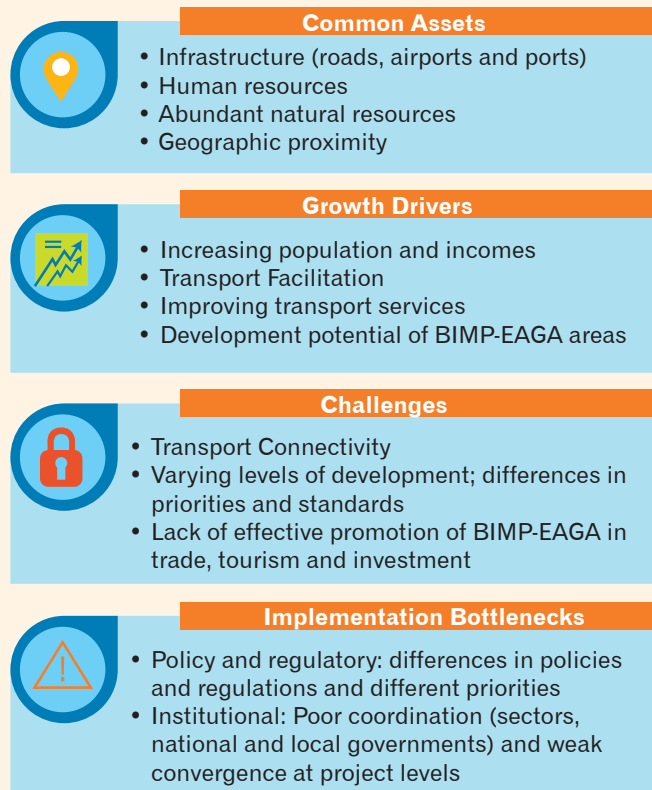 Common Assets
• Infrastructure (roads, airports and ports)
• Human resources
• Abundant natural resources
• Geographic proximity
Growth Drivers
• Increasing population and incomes
• Transport Facilitation
• Improving transport services
• Development potential of BIMP-EAGA areas
Challenges
• Transport Connectivity
• Varying levels of development; differences in
priorities and standards
• Lack of effective promotion of BIMP-EAGA in
trade, tourism and investment
Implementation Bottlenecks
• Policy and regulatory: differences in policies
and regulations and different priorities
• Institutional: Poor coordination (sectors,
national and local governments) and weak
convergence at project levels